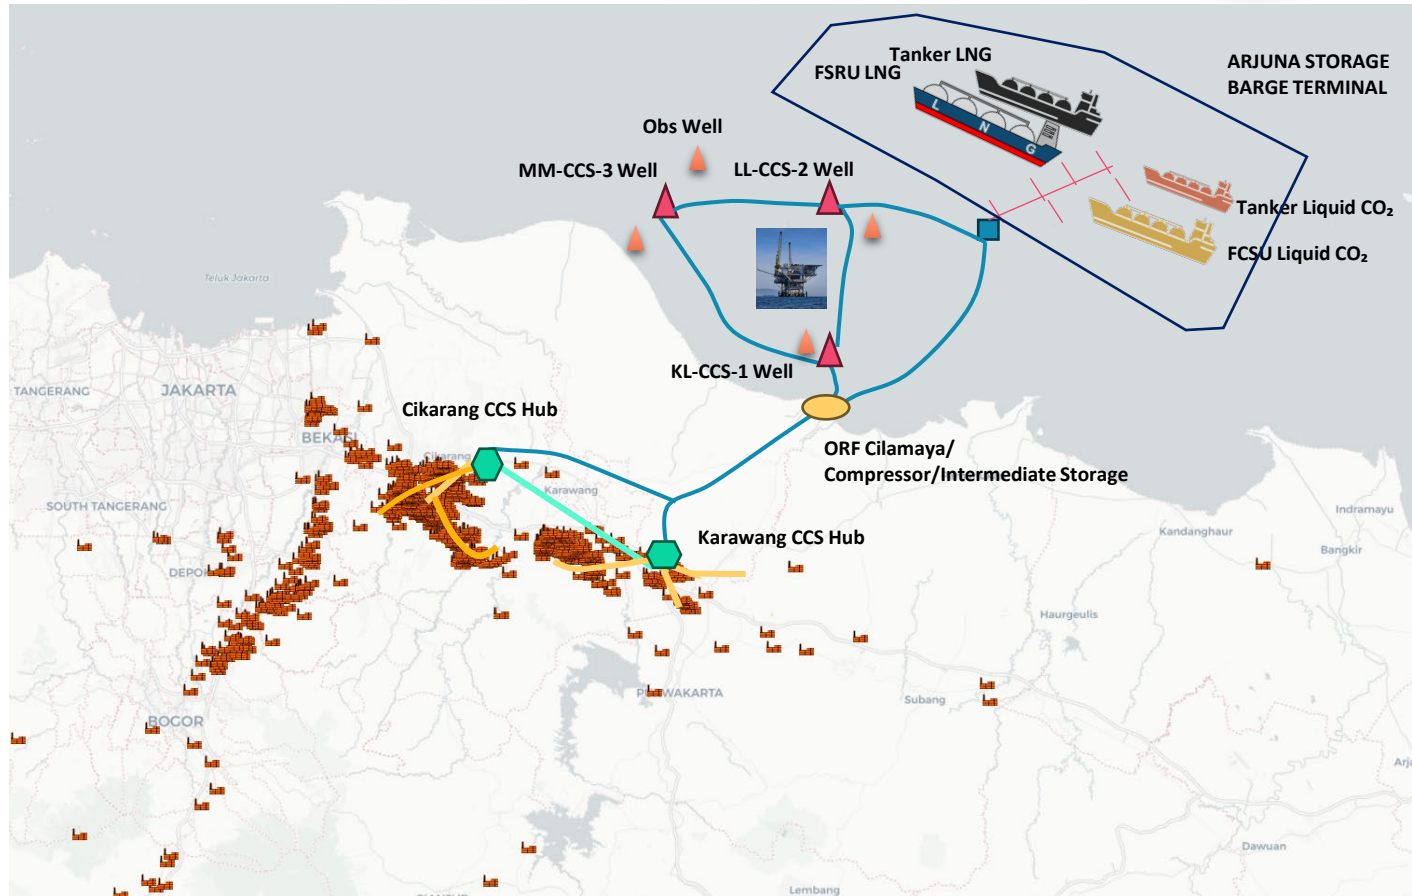 Tanker LNG
FSRU LNG
ARJUNA STORAGE
BARGE TERMINAL
L N G
Obs Well
MM-CCS-3 Well
LL-CCS-2 Well
Tanker Liquid CO₂
FCSU Liquid CO₂
Teluk Jakarta
KL-CCS-1 Well
TANGERANG
JAKARTA
Cikarang CCS Hub
BEKASI
Cikarang
ORF Cilamaya/
Compressor/Intermediate Storage
Karawang
SOUTH TANGERANG
Indramayu
Kandanghaur
Karawang CCS Hub
Bangkir
DEPOK
Haurgeulis
Subang
BOGOR
Dawuan
Lembang